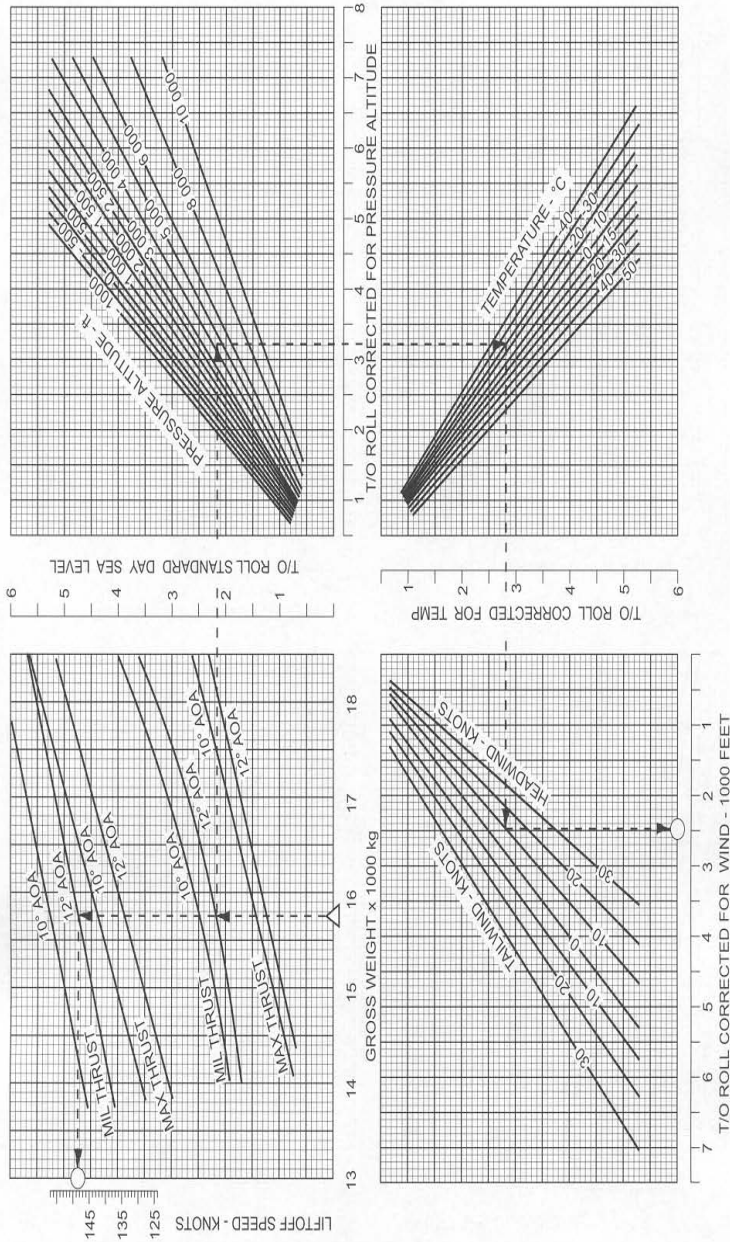 LIFTOFF SPEED - KNOTS
145
135
125
10° AOA
12° AOA
10° AOA
12° AOA
MIL THRUST
MAX THRUST
10° AOA
12° AOA
10° AOA
12° AOA
MIL THRUST
MAX THRUST
13 14 15 16 17 18
GROSS WEIGHT x 1000 kg
6 5 4 3 2 1
T/O ROLL STANDARD DAY SEA LEVEL
PRESSURE ALTITUDE - ft
-1000
-500
0
500
1 000
1 500
2 000
2 500
3 000
4 000
5 000
6 000
8 000
10 000
1 2 3 4 5 6 7 8
T/O ROLL CORRECTED FOR PRESSURE ALTITUDE
TEMPERATURE - °C
-40
-30
-20
-10
0
15
20
30
40
50
1 2 3 4 5 6
T/O ROLL CORRECTED FOR TEMP
TAILWIND - KNOTS
HEADWIND - KNOTS
30
20
10
0
10
20
30
7 6 5 4 3 2 1
T/O ROLL CORRECTED FOR WIND - 1000 FEET